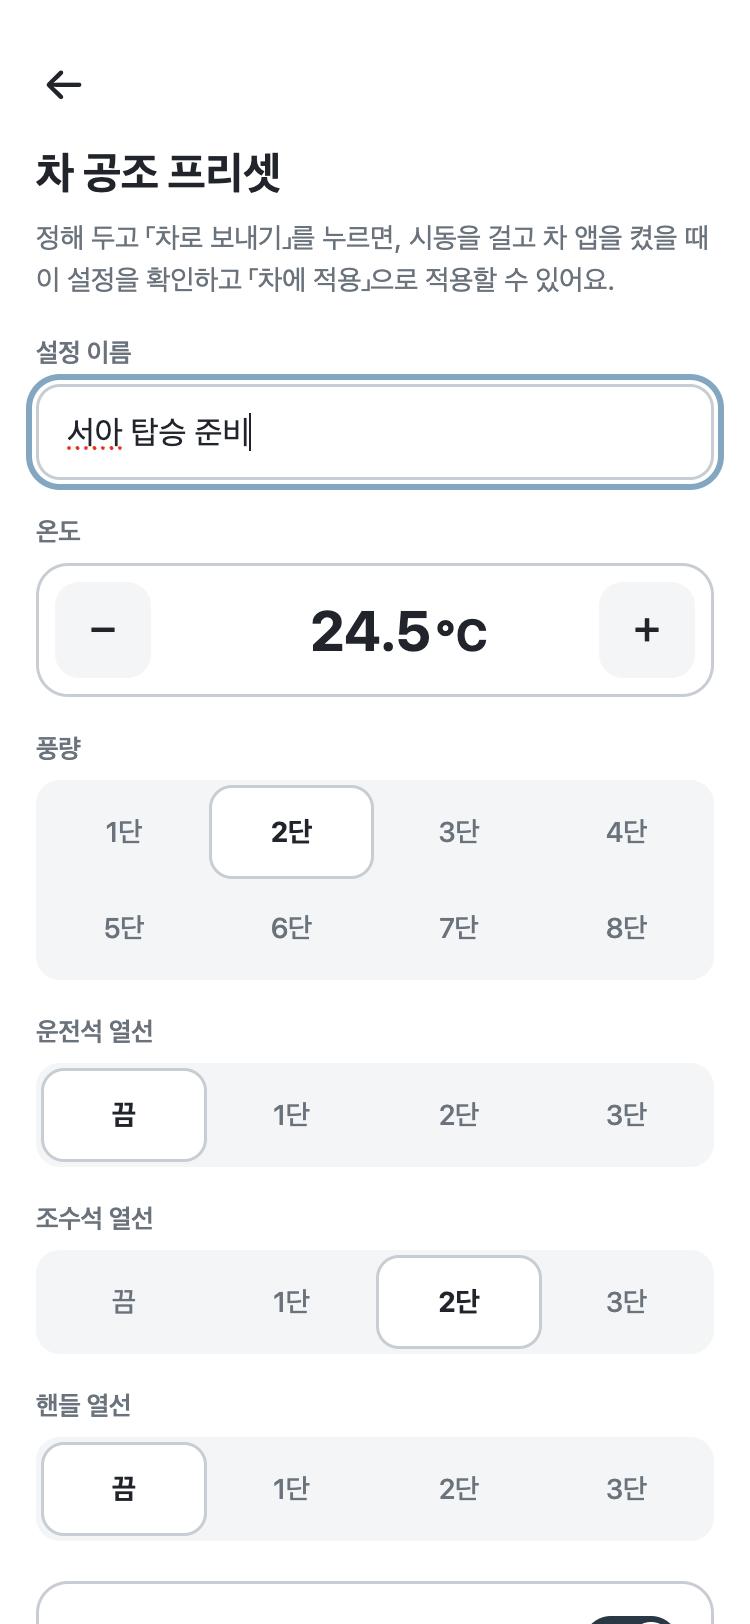 차 공조 프리셋
정해 두고 「차로 보내기」를 누르면, 시동을 걸고 차 앱을 켰을 때
이 설정을 확인하고 「차에 적용」으로 적용할 수 있어요.
설정 이름
서아 탑승 준비
온도
− 24.5°C +
풍량
1단 2단 3단 4단
5단 6단 7단 8단
운전석 열선
끔 1단 2단 3단
조수석 열선
끔 1단 2단 3단
핸들 열선
끔 1단 2단 3단